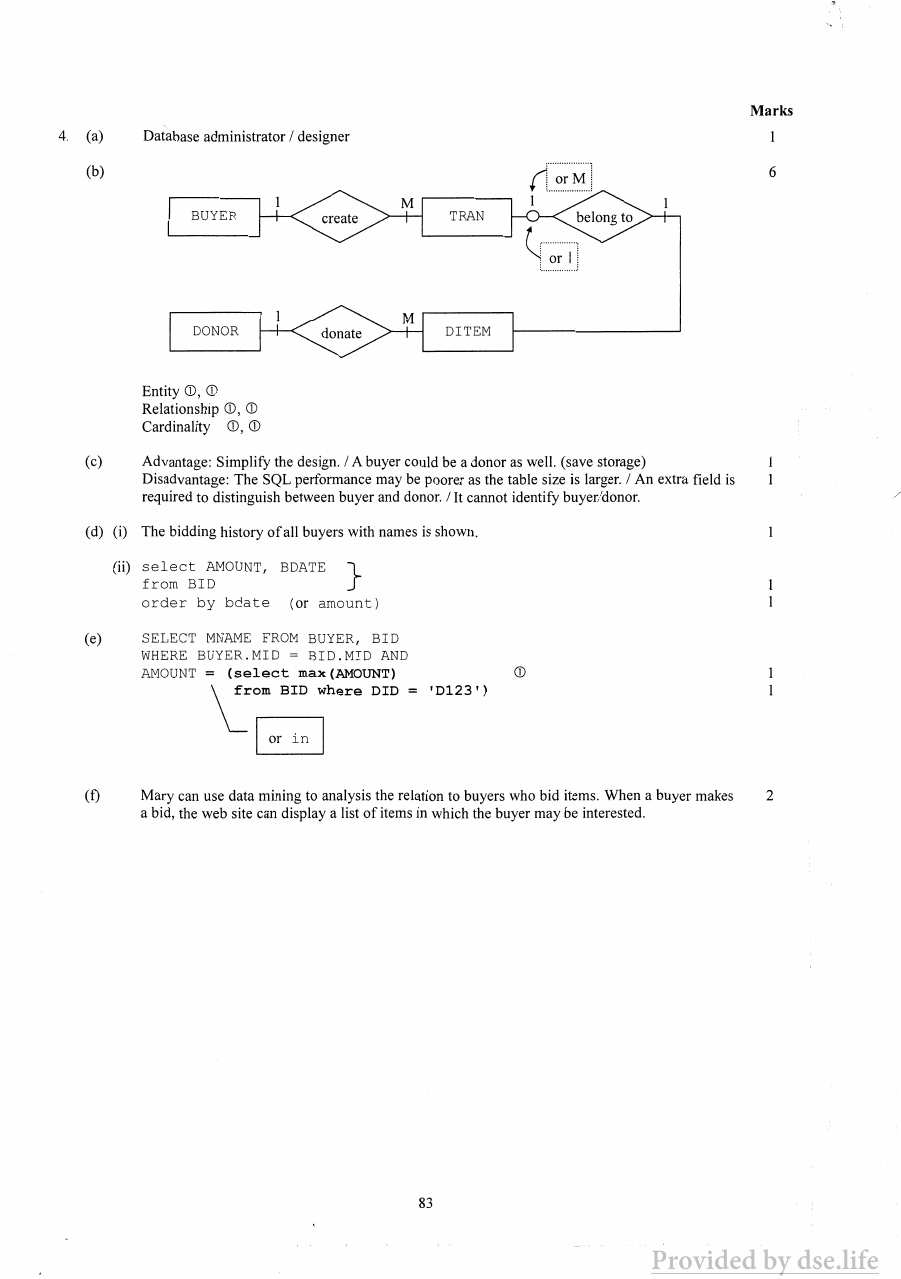 Marks
4. (a) Database administrator / designer 1
(b) 6
or M
1 M 1 1
BUYER create TRAN belong to
or 1
1 M
DONOR donate DITEM
Entity ①, ①
Relationship ①, ①
Cardinality ①, ①
(c) Advantage: Simplify the design. / A buyer could be a donor as well. (save storage) 1
Disadvantage: The SQL performance may be poorer as the table size is larger. / An extra field is 1
required to distinguish between buyer and donor. / It cannot identify buyer/donor.
(d) (i) The bidding history of all buyers with names is shown. 1
(ii) select AMOUNT, BDATE
from BID 1
order by bdate (or amount) 1
(e) SELECT MNAME FROM BUYER, BID
WHERE BUYER.MID = BID.MID AND
AMOUNT = (select max(AMOUNT) ① 1
from BID where DID = 'D123') 1
or in
(f) Mary can use data mining to analysis the relation to buyers who bid items. When a buyer makes 2
a bid, the web site can display a list of items in which the buyer may be interested.
83
Provided by dse.life